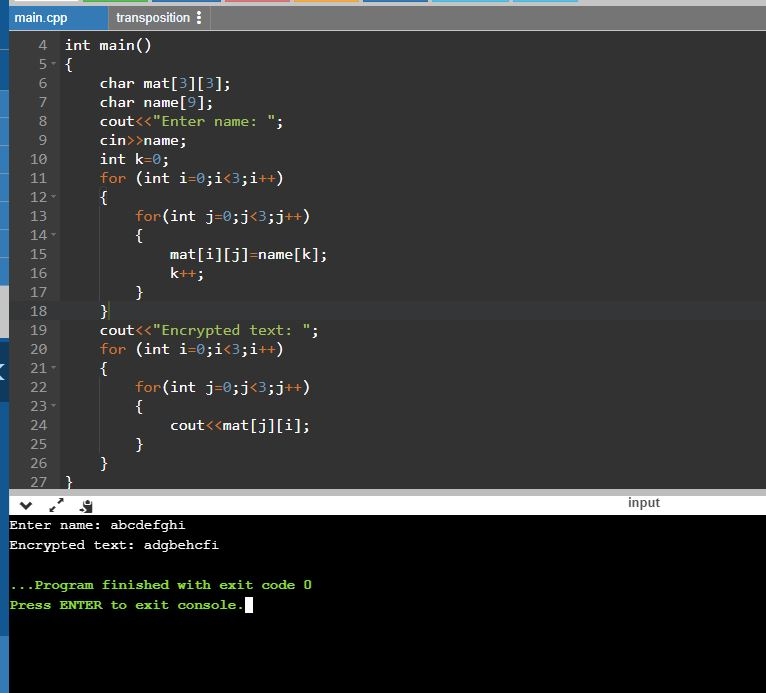 main.cpp transposition
4 int main()
5 {
6 char mat[3][3];
7 char name[9];
8 cout<<"Enter name: ";
9 cin>>name;
10 int k=0;
11 for (int i=0;i<3;i++)
12 {
13 for(int j=0;j<3;j++)
14 {
15 mat[i][j]=name[k];
16 k++;
17 }
18 }
19 cout<<"Encrypted text: ";
20 for (int i=0;i<3;i++)
21 {
22 for(int j=0;j<3;j++)
23 {
24 cout<<mat[j][i];
25 }
26 }
27 }
input
Enter name: abcdefghi
Encrypted text: adgbehcfi
...Program finished with exit code 0
Press ENTER to exit console.